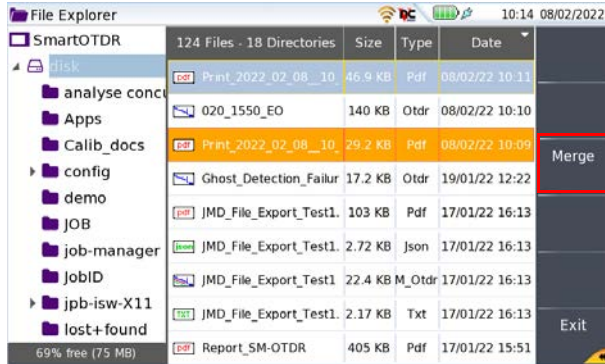 File Explorer
DC
10:14 08/02/2022
SmartOTDR
disk
analyse conc
Apps
Calib_docs
config
demo
JOB
job-manager
JobID
jpb-isw-X11
lost+found
69% free (75 MB)
124 Files - 18 Directories Size Type Date
pdf Print_2022_02_08__10_ 46.9 KB Pdf 08/02/22 10:11
020_1550_EO 140 KB Otdr 08/02/22 10:10
pdf Print_2022_02_08__10_ 29.2 KB Pdf 08/02/22 10:09
Ghost_Detection_Failur 17.2 KB Otdr 19/01/22 12:22
pdf JMD_File_Export_Test1. 103 KB Pdf 17/01/22 16:13
json JMD_File_Export_Test1. 2.72 KB Json 17/01/22 16:13
JMD_File_Export_Test1 22.4 KB M_Otdr 17/01/22 16:13
TXT JMD_File_Export_Test1. 2.17 KB Txt 17/01/22 16:13
pdf Report_SM-OTDR 405 KB Pdf 17/01/22 15:51
Merge
Exit